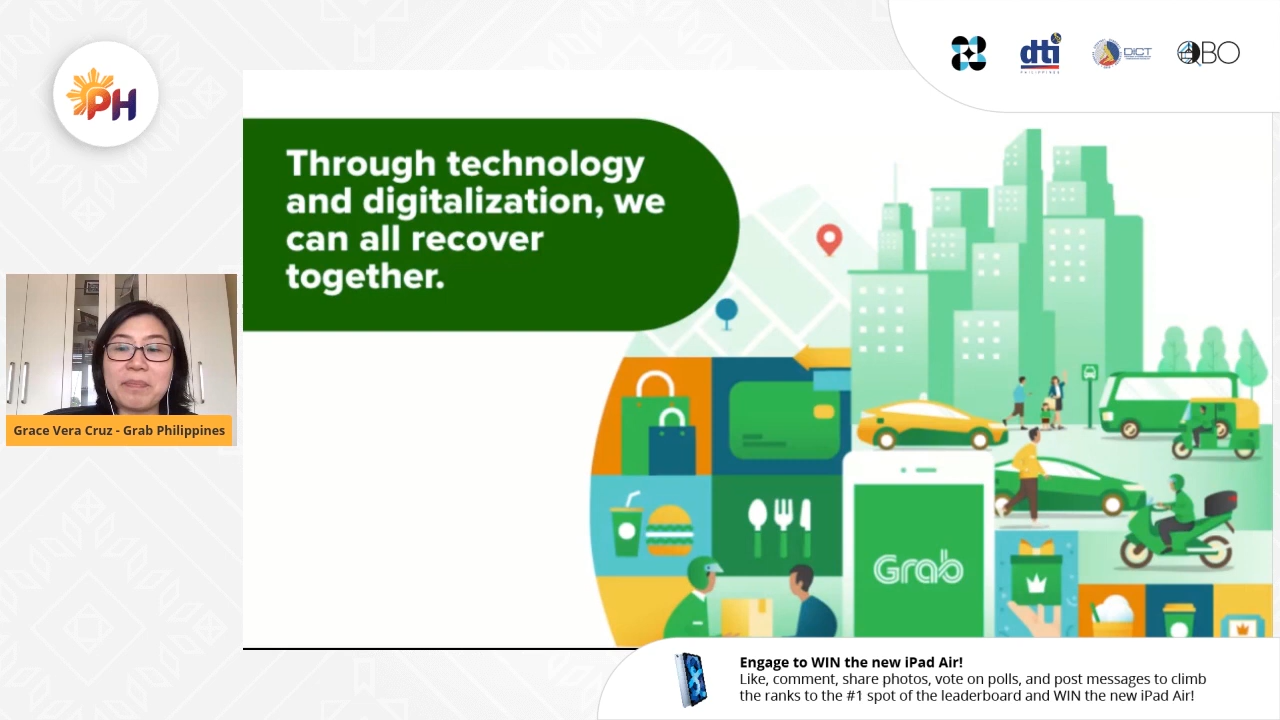 PH
dti
PHILIPPINES
DICT
QBO
Through technology
and digitalization, we
can all recover
together.
Grace Vera Cruz - Grab Philippines
Grab
Engage to WIN the new iPad Air!
Like, comment, share photos, vote on polls, and post messages to climb
the ranks to the #1 spot of the leaderboard and WIN the new iPad Air!